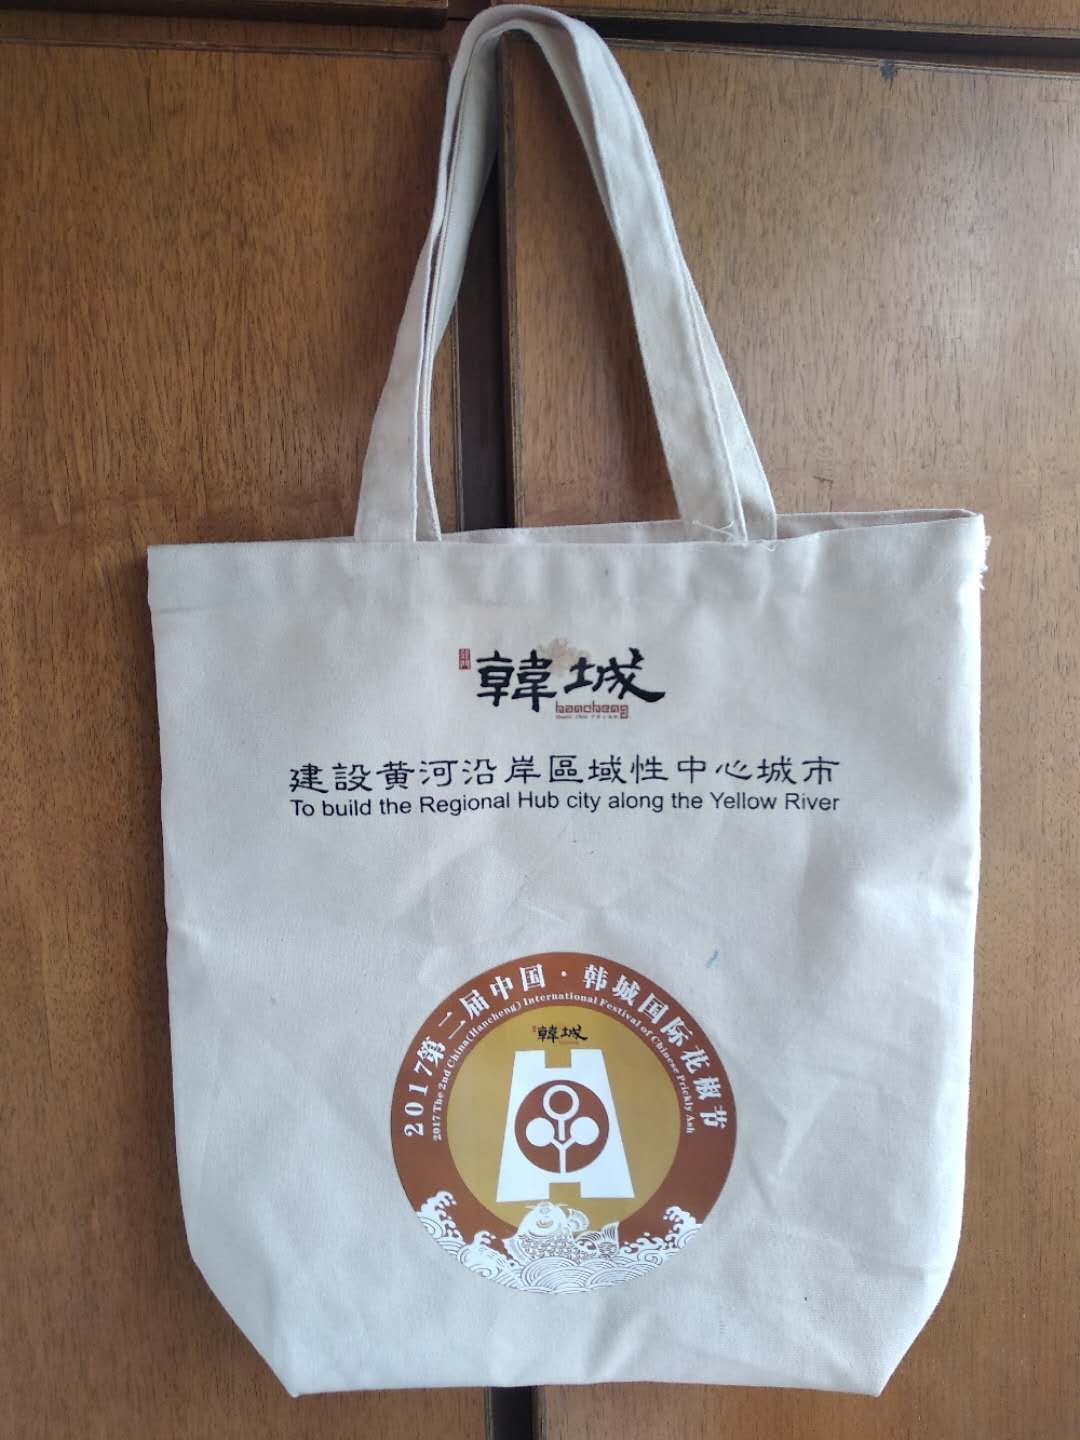 韓城
hancheng
建設黄河沿岸區域性中心城市
To build the Regional Hub city along the Yellow River
2017第二届中国·韩城国际花椒节
2017 The 2nd China(Hancheng) International Festival of Chinese Prickly Ash
韓城